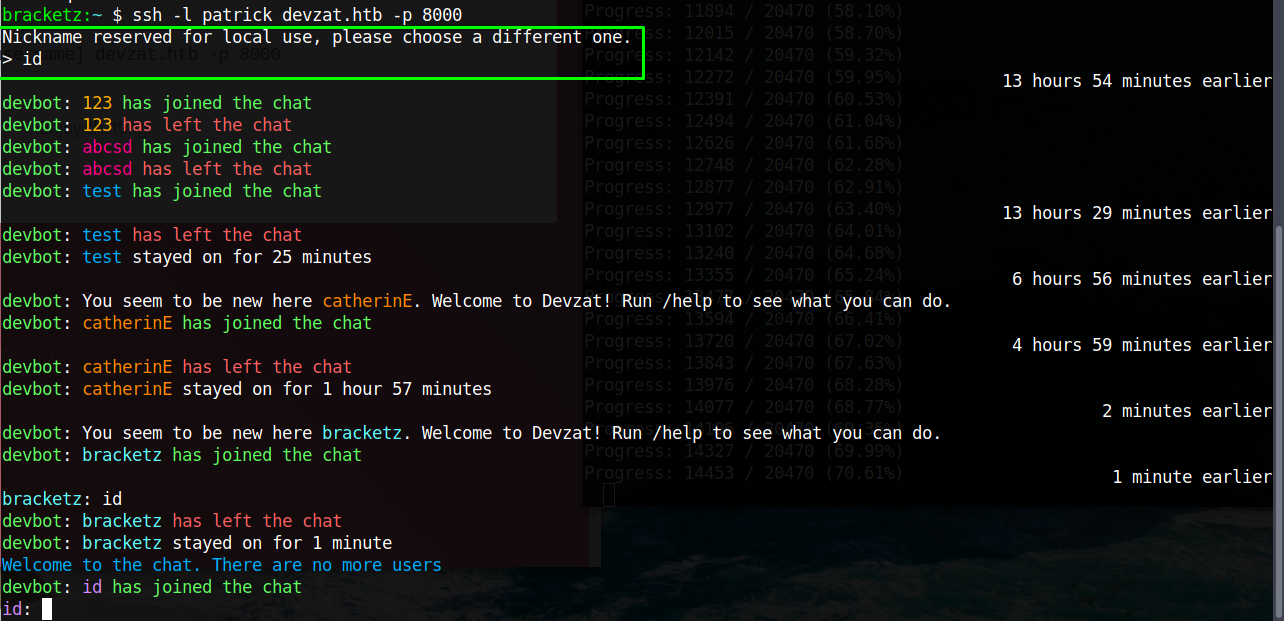 bracketz:~ $ ssh -l patrick devzat.htb -p 8000
Nickname reserved for local use, please choose a different one.
> id
13 hours 54 minutes earlier
devbot: 123 has joined the chat
devbot: 123 has left the chat
devbot: abcsd has joined the chat
devbot: abcsd has left the chat
devbot: test has joined the chat
13 hours 29 minutes earlier
devbot: test has left the chat
devbot: test stayed on for 25 minutes
6 hours 56 minutes earlier
devbot: You seem to be new here catherinE. Welcome to Devzat! Run /help to see what you can do.
devbot: catherinE has joined the chat
4 hours 59 minutes earlier
devbot: catherinE has left the chat
devbot: catherinE stayed on for 1 hour 57 minutes
2 minutes earlier
devbot: You seem to be new here bracketz. Welcome to Devzat! Run /help to see what you can do.
devbot: bracketz has joined the chat
1 minute earlier
bracketz: id
devbot: bracketz has left the chat
devbot: bracketz stayed on for 1 minute
Welcome to the chat. There are no more users
devbot: id has joined the chat
id:
Progress: 11894 / 20470 (58.10%)
Progress: 12015 / 20470 (58.70%)
Progress: 12142 / 20470 (59.32%)
Progress: 12272 / 20470 (59.95%)
Progress: 12391 / 20470 (60.53%)
Progress: 12494 / 20470 (61.04%)
Progress: 12626 / 20470 (61.68%)
Progress: 12748 / 20470 (62.28%)
Progress: 12877 / 20470 (62.91%)
Progress: 12977 / 20470 (63.40%)
Progress: 13102 / 20470 (64.01%)
Progress: 13240 / 20470 (64.68%)
Progress: 13355 / 20470 (65.24%)
Progress: 13594 / 20470 (66.41%)
Progress: 13720 / 20470 (67.02%)
Progress: 13843 / 20470 (67.63%)
Progress: 13976 / 20470 (68.28%)
Progress: 14077 / 20470 (68.77%)
Progress: 14327 / 20470 (69.99%)
Progress: 14453 / 20470 (70.61%)